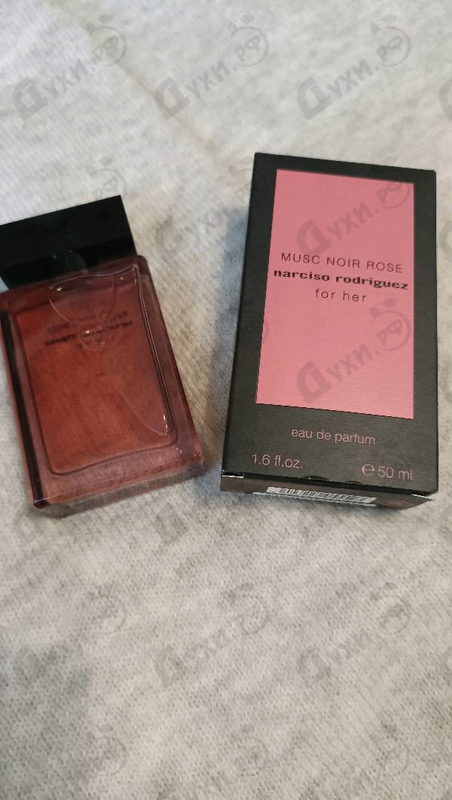 MUSC NOIR ROSE
narciso rodriguez
for her
eau de parfum
1.6 fl.oz.
e 50 ml
Духи.рф